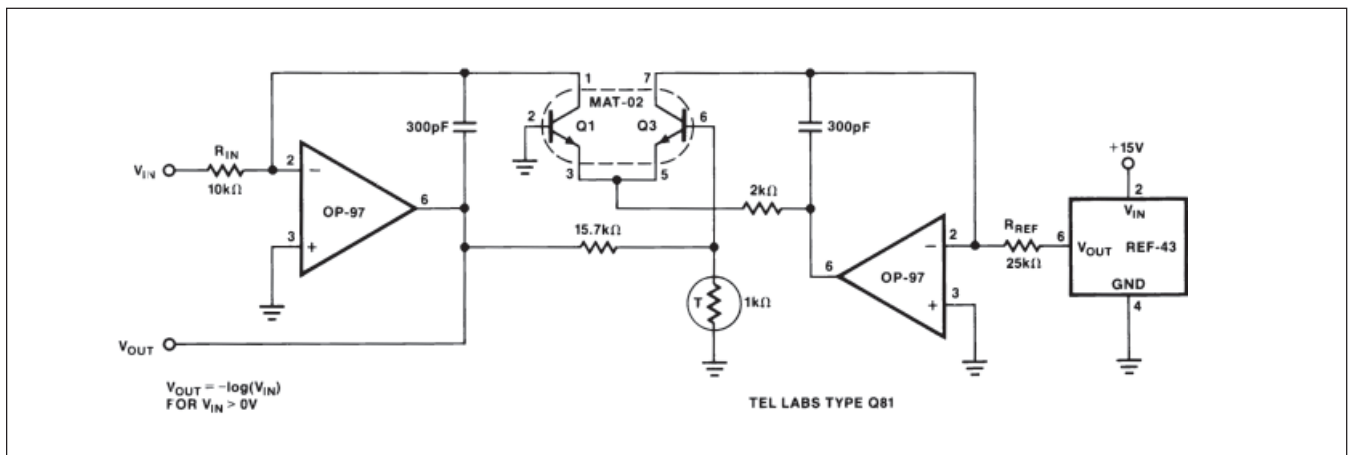 1 7
MAT-02
2 6
300pF Q1 Q3 300pF
+15V
R_IN
V_IN 2 − 3 5 2
10kΩ 2kΩ V_IN
OP-97 6
15.7kΩ R_REF
− 2 6 V_OUT REF-43
3 + 6 OP-97 25kΩ
GND
T 1kΩ + 3 4
V_OUT
V_OUT = −log(V_IN)
FOR V_IN > 0V
TEL LABS TYPE Q81